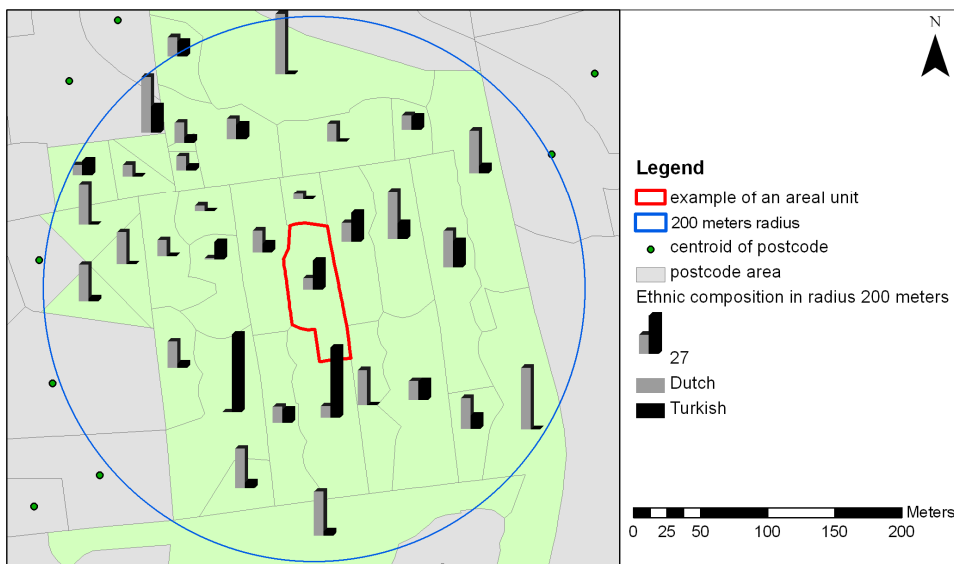 N
Legend
example of an areal unit
200 meters radius
centroid of postcode
postcode area
Ethnic composition in radius 200 meters
27
Dutch
Turkish
Meters
0 25 50 100 150 200